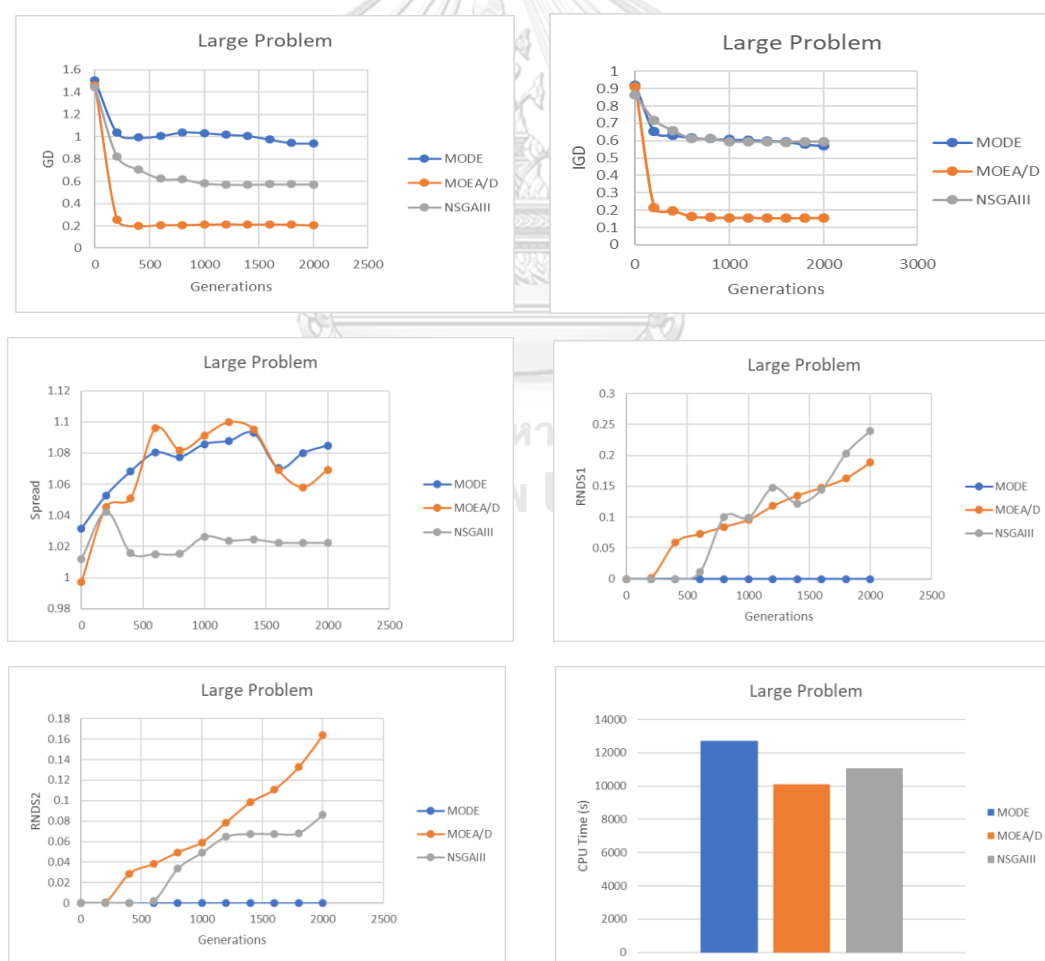 Large Problem
1.6
1.4
1.2
1
0.8
0.6
0.4
0.2
0
GD
0 500 1000 1500 2000 2500
Generations
MODE
MOEA/D
NSGAIII
Large Problem
1
0.9
0.8
0.7
0.6
0.5
0.4
0.3
0.2
0.1
0
IGD
0 1000 2000 3000
Generations
MODE
MOEA/D
NSGAIII
Large Problem
1.12
1.1
1.08
1.06
1.04
1.02
1
0.98
Spread
0 500 1000 1500 2000 2500
MODE
MOEA/D
NSGAIII
Large Problem
0.3
0.25
0.2
0.15
0.1
0.05
0
RNDS1
0 500 1000 1500 2000 2500
Generations
MODE
MOEA/D
NSGAIII
Large Problem
0.18
0.16
0.14
0.12
0.1
0.08
0.06
0.04
0.02
0
RNDS2
0 500 1000 1500 2000 2500
Generations
MODE
MOEA/D
NSGAIII
Large Problem
14000
12000
10000
8000
6000
4000
2000
0
CPU Time (s)
MODE
MOEA/D
NSGAIII